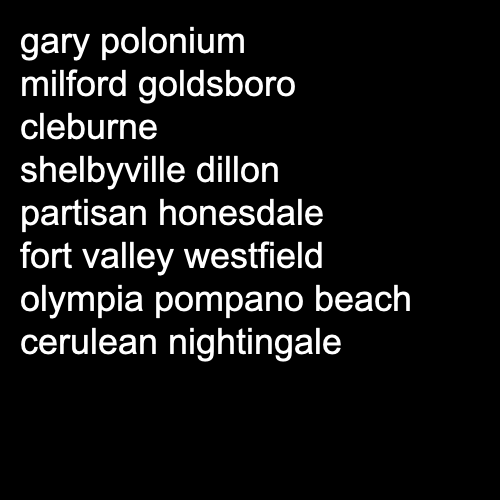 gary polonium
milford goldsboro
cleburne
shelbyville dillon
partisan honesdale
fort valley westfield
olympia pompano beach
cerulean nightingale